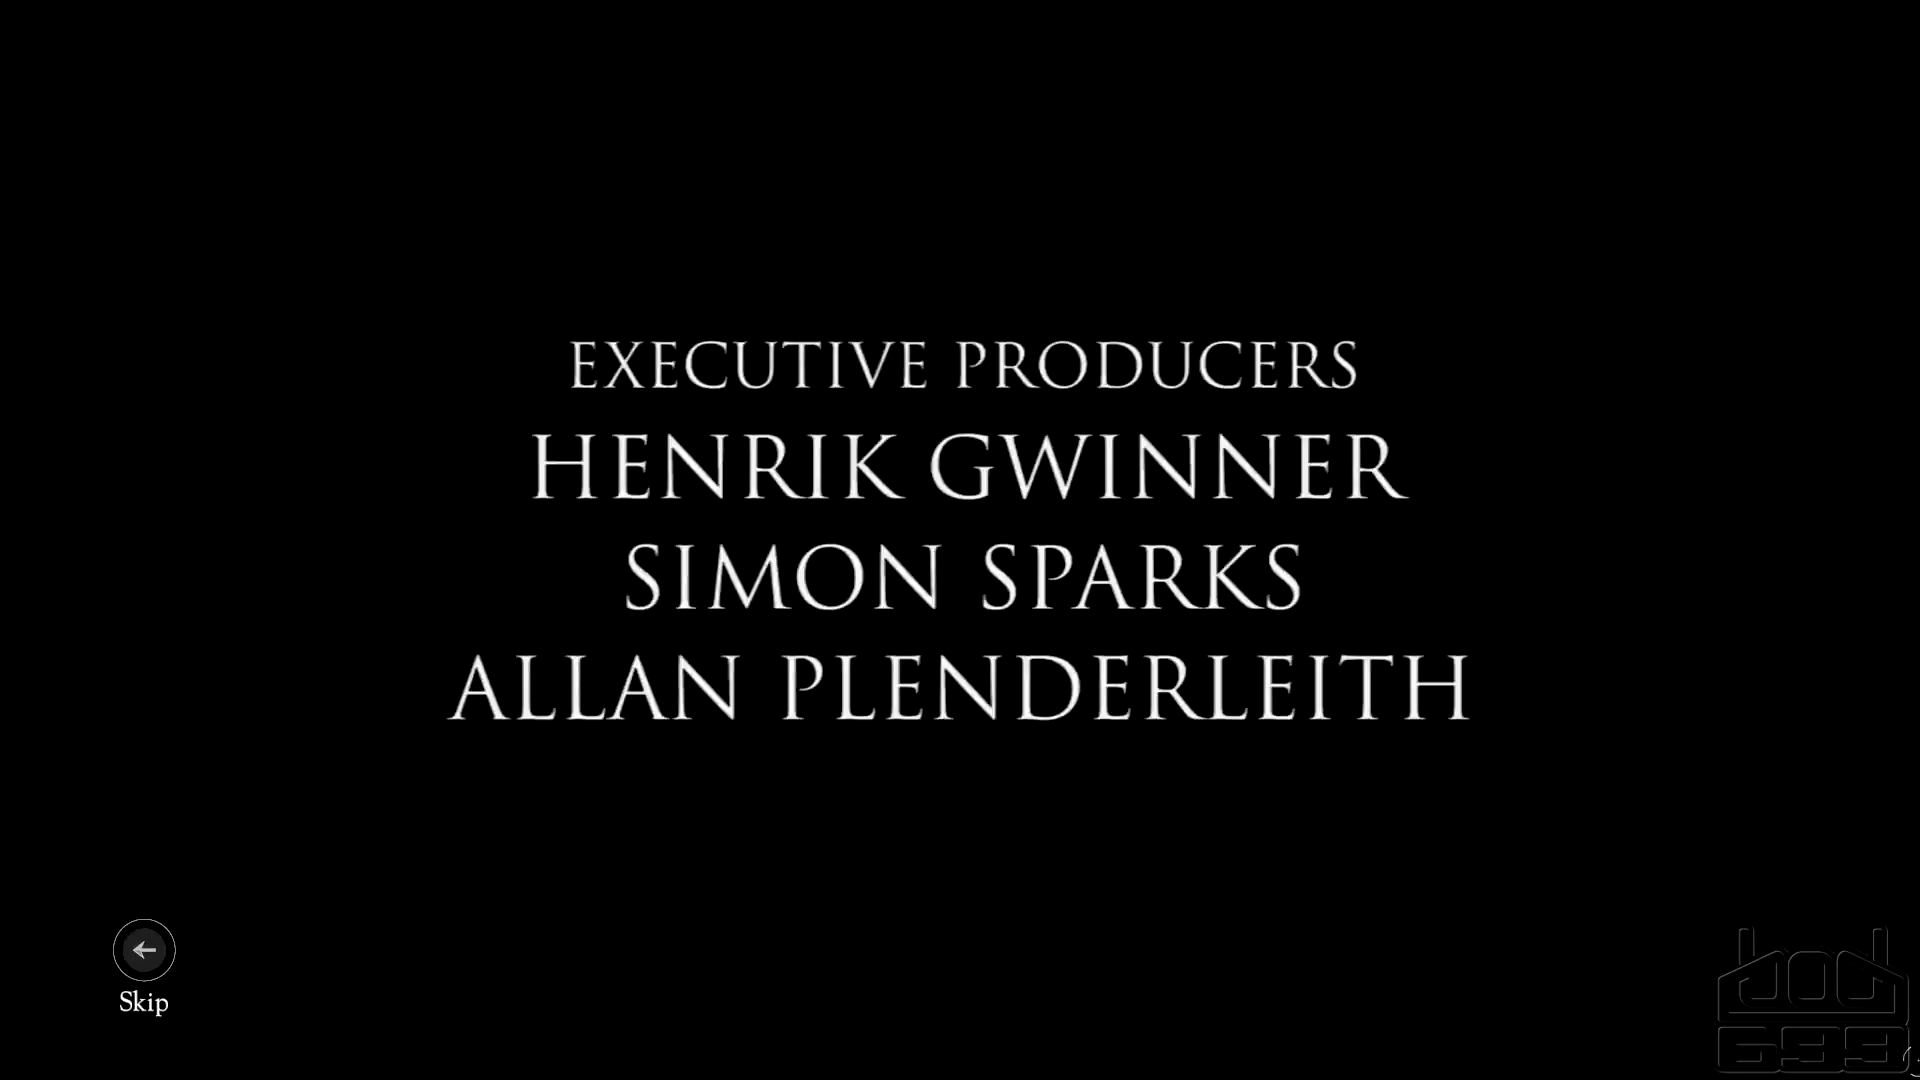 EXECUTIVE PRODUCERS
HENRIK GWINNER
SIMON SPARKS
ALLAN PLENDERLEITH
Skip